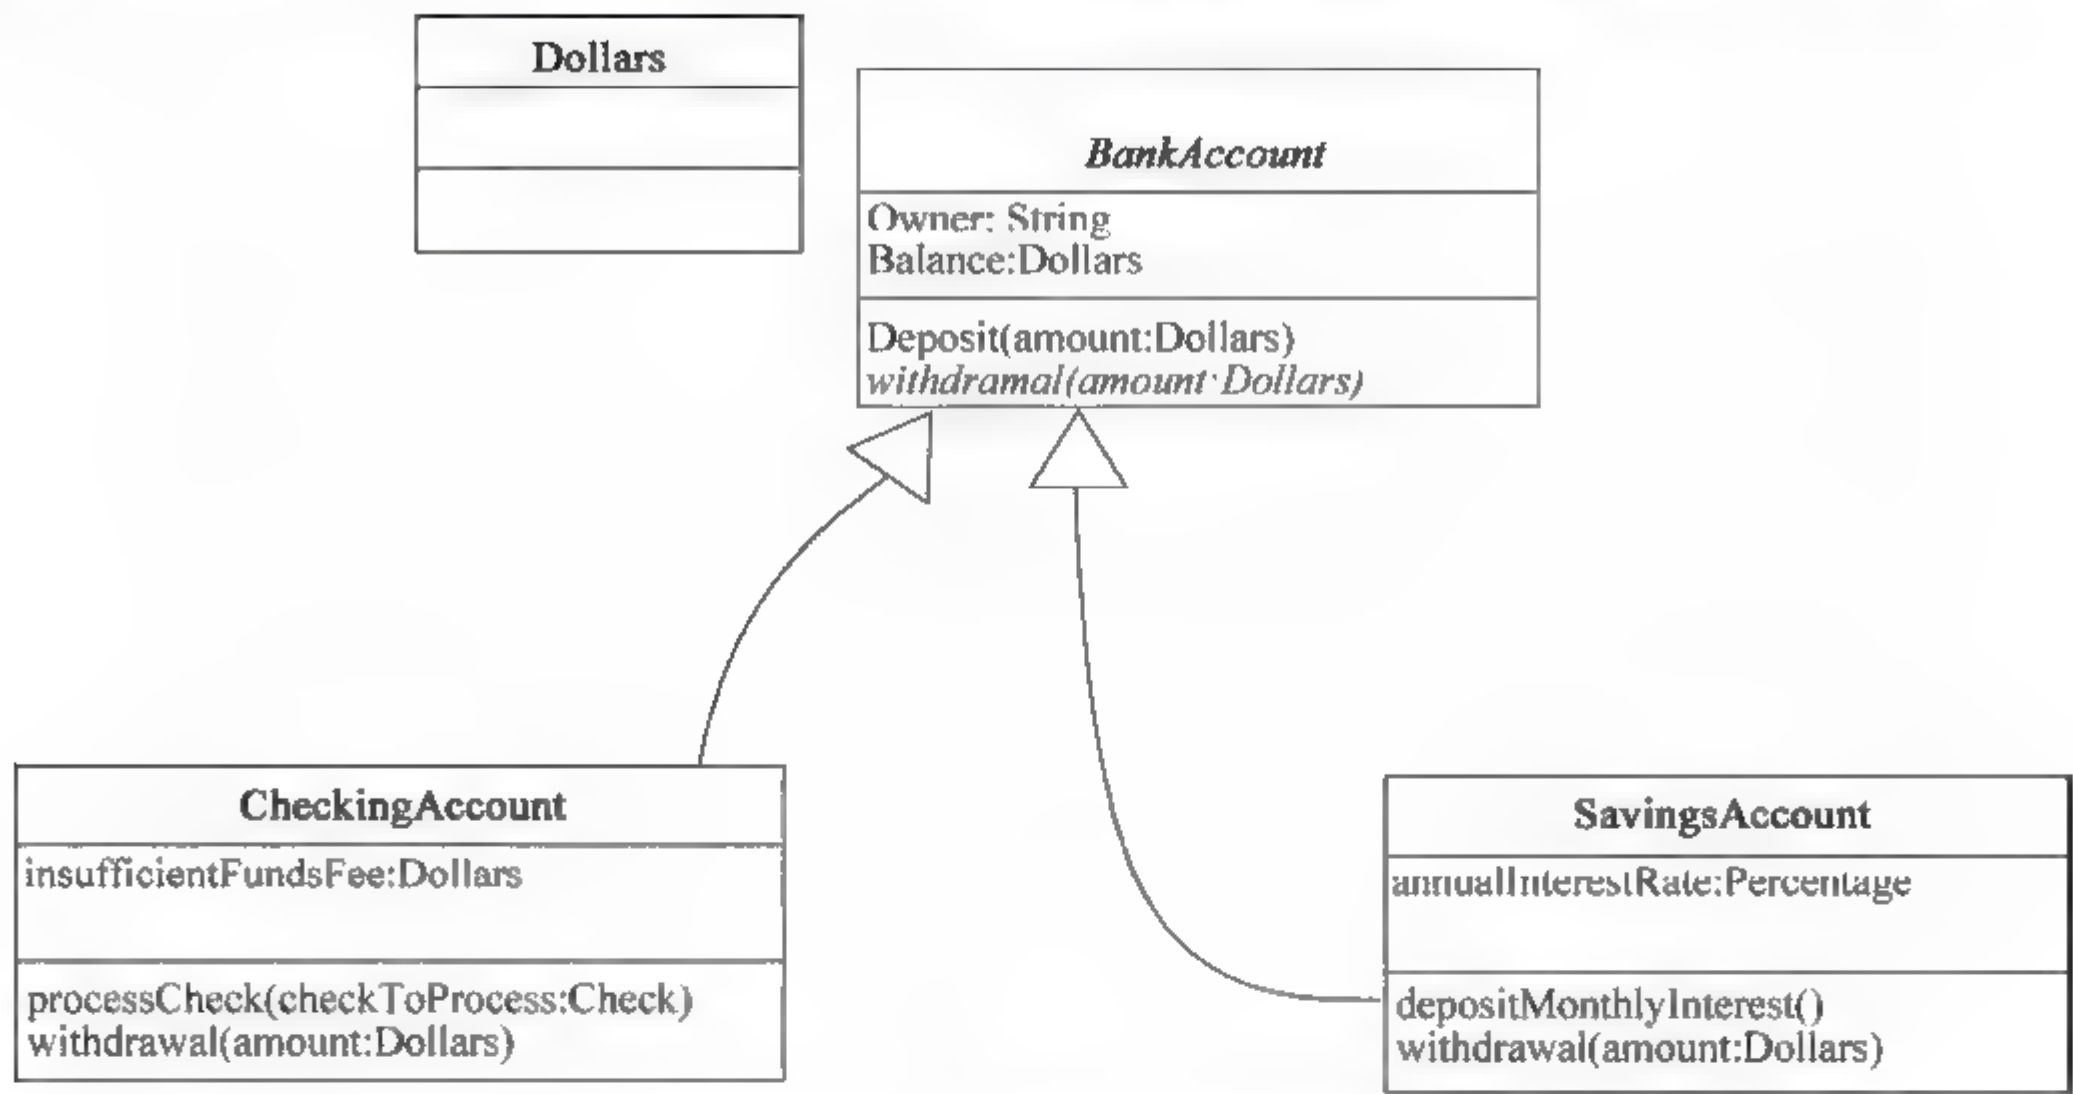 Dollars
BankAccount
Owner: String
Balance:Dollars
Deposit(amount:Dollars)
withdramal(amount:Dollars)
CheckingAccount
insufficientFundsFee:Dollars
processCheck(checkToProcess:Check)
withdrawal(amount:Dollars)
SavingsAccount
annualInterestRate:Percentage
depositMonthlyInterest()
withdrawal(amount:Dollars)